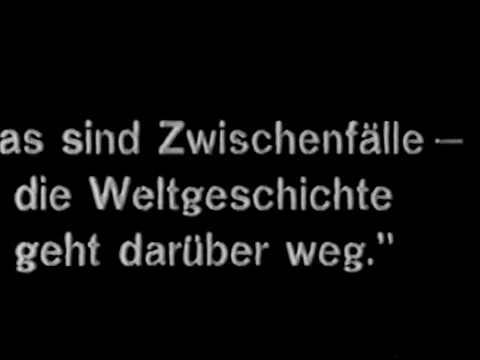 as sind Zwischenfälle —
die Weltgeschichte
geht darüber weg."